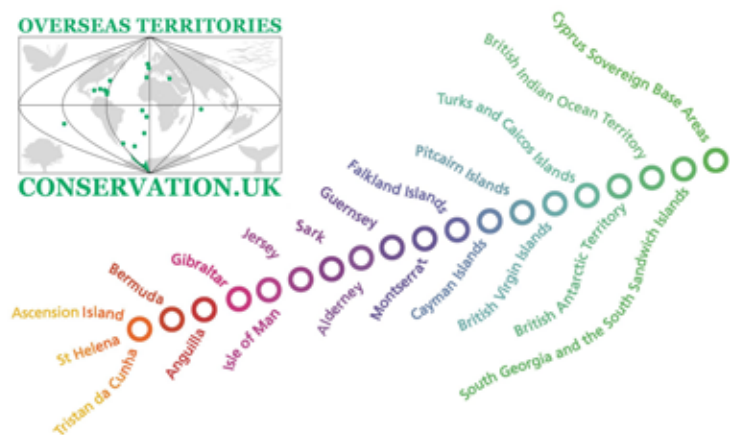 OVERSEAS TERRITORIES
CONSERVATION.UK
Ascension Island
St Helena
Tristan da Cunha
Bermuda
Anguilla
Gibraltar
Isle of Man
Jersey
Sark
Alderney
Guernsey
Montserrat
Falkland Islands
Cayman Islands
Pitcairn Islands
British Virgin Islands
Turks and Caicos Islands
British Antarctic Territory
British Indian Ocean Territory
South Georgia and the South Sandwich Islands
Cyprus Sovereign Base Areas